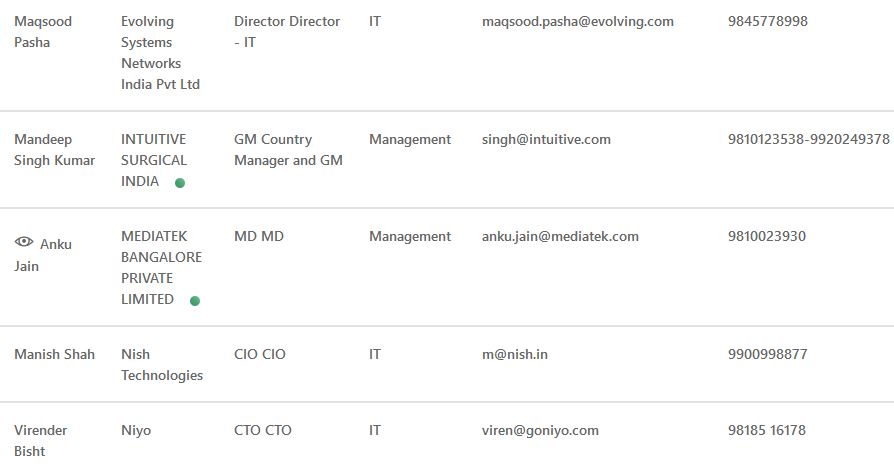 Maqsood Evolving Director Director IT maqsood.pasha@evolving.com 9845778998
Pasha Systems - IT
Networks
India Pvt Ltd
Mandeep INTUITIVE GM Country Management singh@intuitive.com 9810123538-9920249378
Singh Kumar SURGICAL Manager and GM
INDIA
Anku MEDIATEK MD MD Management anku.jain@mediatek.com 9810023930
Jain BANGALORE
PRIVATE
LIMITED
Manish Shah Nish CIO CIO IT m@nish.in 9900998877
Technologies
Virender Niyo CTO CTO IT viren@goniyo.com 98185 16178
Bisht